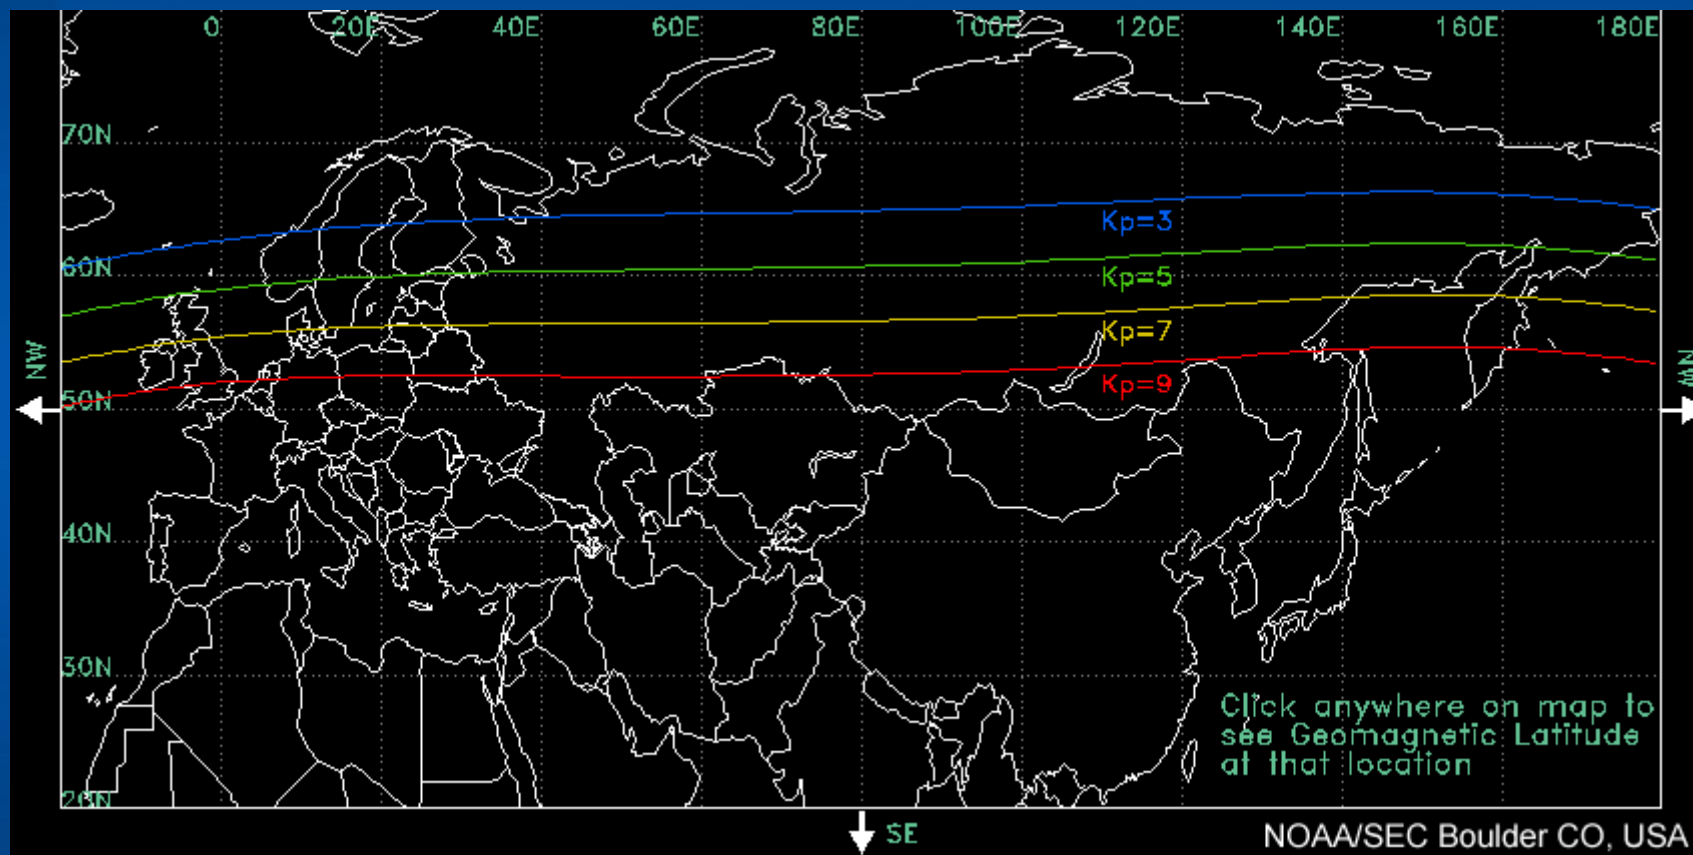 0 20E 40E 60E 80E 100E 120E 140E 160E 180E
70N
Kp=3
60N
Kp=5
Kp=7
NW
Kp=9
50N
40N
30N
Click anywhere on map to
see Geomagnetic Latitude
at that location
20N
SE
NOAA/SEC Boulder CO, USA